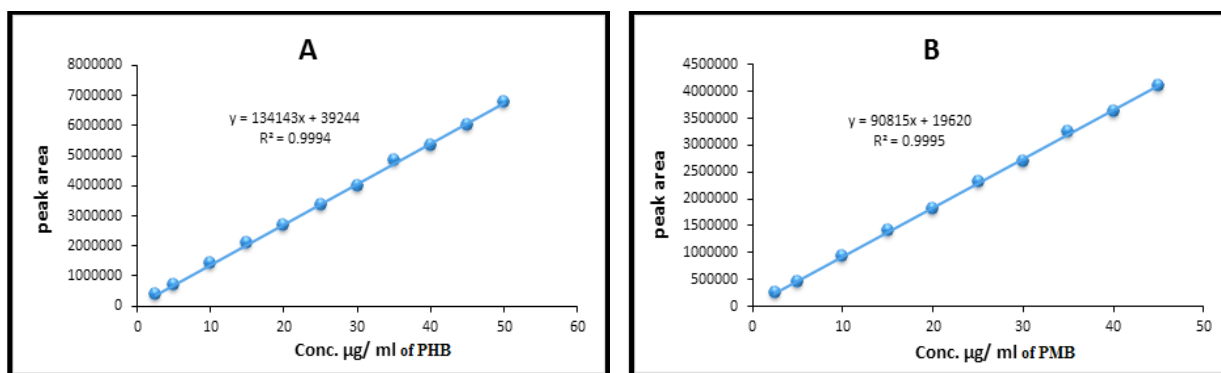 A
8000000
7000000
6000000
5000000
4000000
3000000
2000000
1000000
0
peak area
y = 134143x + 39244
R² = 0.9994
0 10 20 30 40 50 60
Conc. µg/ ml of PHB
B
4500000
4000000
3500000
3000000
2500000
2000000
1500000
1000000
500000
0
peak area
y = 90815x + 19620
R² = 0.9995
0 10 20 30 40 50
Conc. µg/ ml of PMB